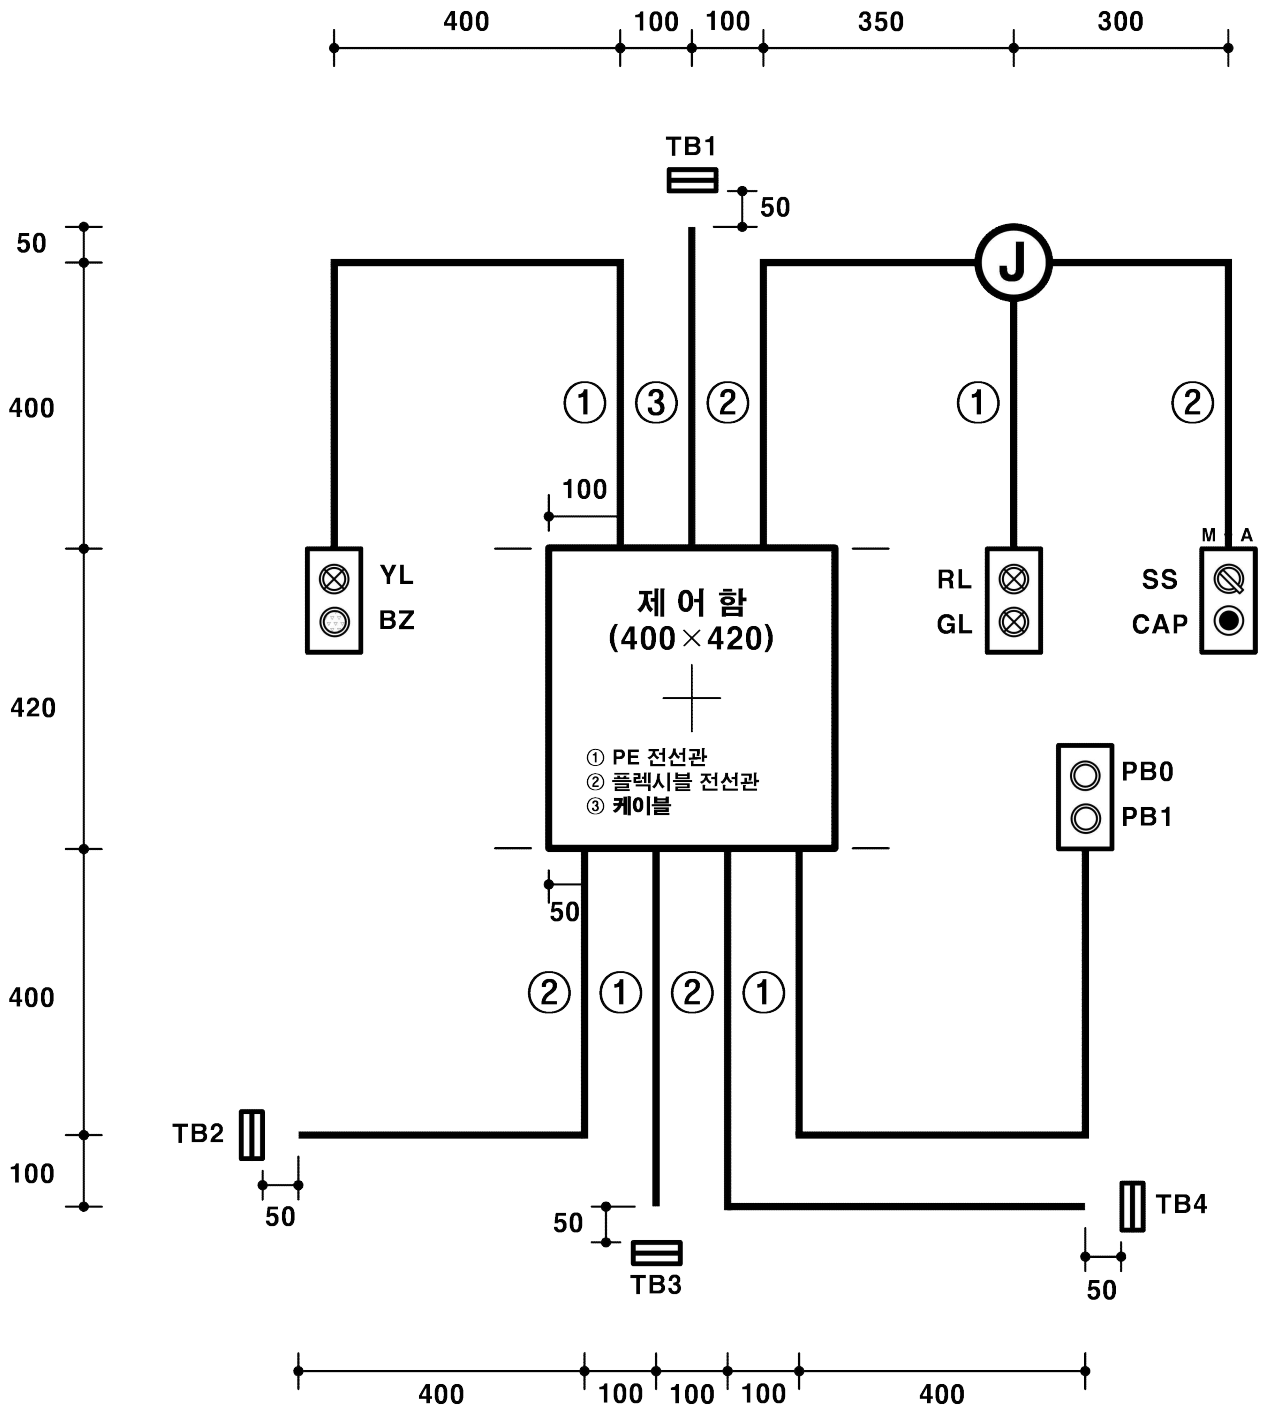 400 100 100 350 300
TB1
50
50
J
400
① ③ ② ① ②
100
M A
YL
BZ
RL
GL
SS
CAP
제 어 함
(400×420)
420
① PE 전선관
② 플렉시블 전선관
③ 케이블
PB0
PB1
50
400
② ① ② ①
TB2
100
50
50
TB3
TB4
50
400 100 100 100 400